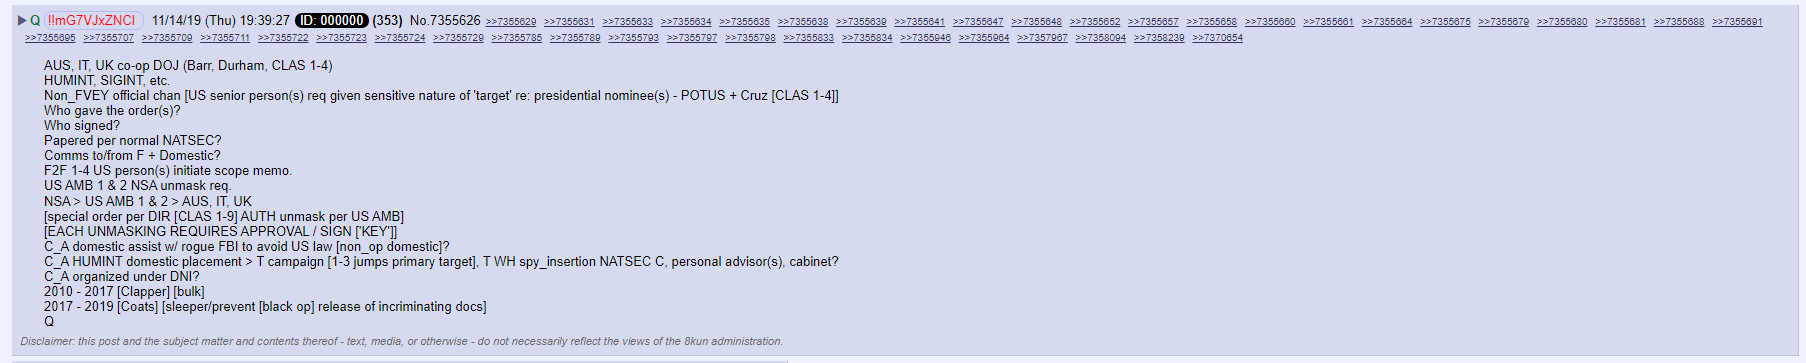 ▶ Q !!mG7VJxZNCI 11/14/19 (Thu) 19:39:27 ID: 000000 (353) No.7355626 >>7355629 >>7355631 >>7355633 >>7355634 >>7355635 >>7355636 >>7355638 >>7355639 >>7355641 >>7355647 >>7355648 >>7355652 >>7355657 >>7355658 >>7355660 >>7355661 >>7355664 >>7355675 >>7355679 >>7355680 >>7355681 >>7355688 >>7355691
>>7355695 >>7355707 >>7355709 >>7355711 >>7355722 >>7355723 >>7355724 >>7355729 >>7355785 >>7355789 >>7355793 >>7355797 >>7355798 >>7355833 >>7355834 >>7355946 >>7355964 >>7357967 >>7358094 >>7358239 >>7370654
AUS, IT, UK co-op DOJ (Barr, Durham, CLAS 1-4)
HUMINT, SIGINT, etc.
Non_FVEY official chan [US senior person(s) req given sensitive nature of 'target' re: presidential nominee(s) - POTUS + Cruz [CLAS 1-4]]
Who gave the order(s)?
Who signed?
Papered per normal NATSEC?
Comms to/from F + Domestic?
F2F 1-4 US person(s) initiate scope memo.
US AMB 1 & 2 NSA unmask req.
NSA > US AMB 1 & 2 > AUS, IT, UK
[special order per DIR [CLAS 1-9] AUTH unmask per US AMB]
[EACH UNMASKING REQUIRES APPROVAL / SIGN ['KEY']]
C_A domestic assist w/ rogue FBI to avoid US law [non_op domestic]?
C_A HUMINT domestic placement > T campaign [1-3 jumps primary target], T WH spy_insertion NATSEC C, personal advisor(s), cabinet?
C_A organized under DNI?
2010 - 2017 [Clapper] [bulk]
2017 - 2019 [Coats] [sleeper/prevent [black op] release of incriminating docs]
Q
Disclaimer: this post and the subject matter and contents thereof - text, media, or otherwise - do not necessarily reflect the views of the 8kun administration.